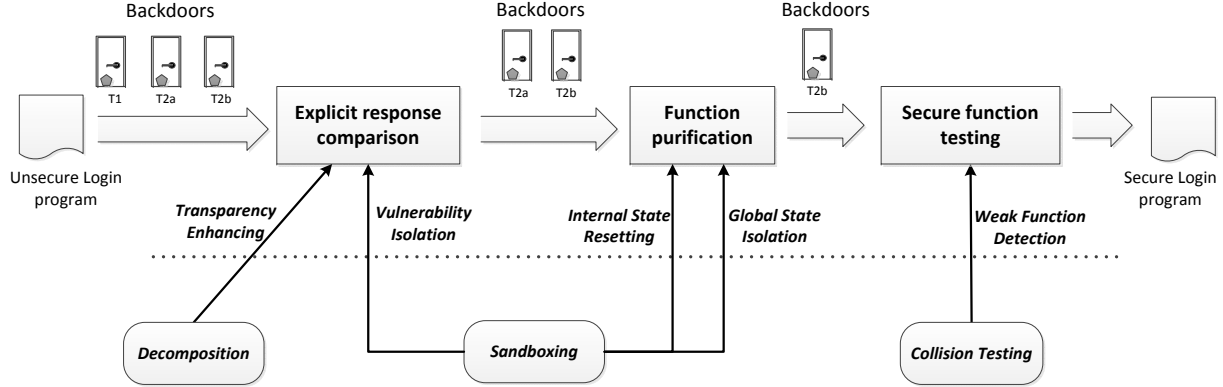 Backdoors
Backdoors
Backdoors
T1
T2a
T2b
T2a
T2b
T2b
Explicit response
comparison
Function
purification
Secure function
testing
Unsecure Login
program
Secure Login
program
Transparency
Enhancing
Vulnerability
Isolation
Internal State
Resetting
Global State
Isolation
Weak Function
Detection
Decomposition
Sandboxing
Collision Testing